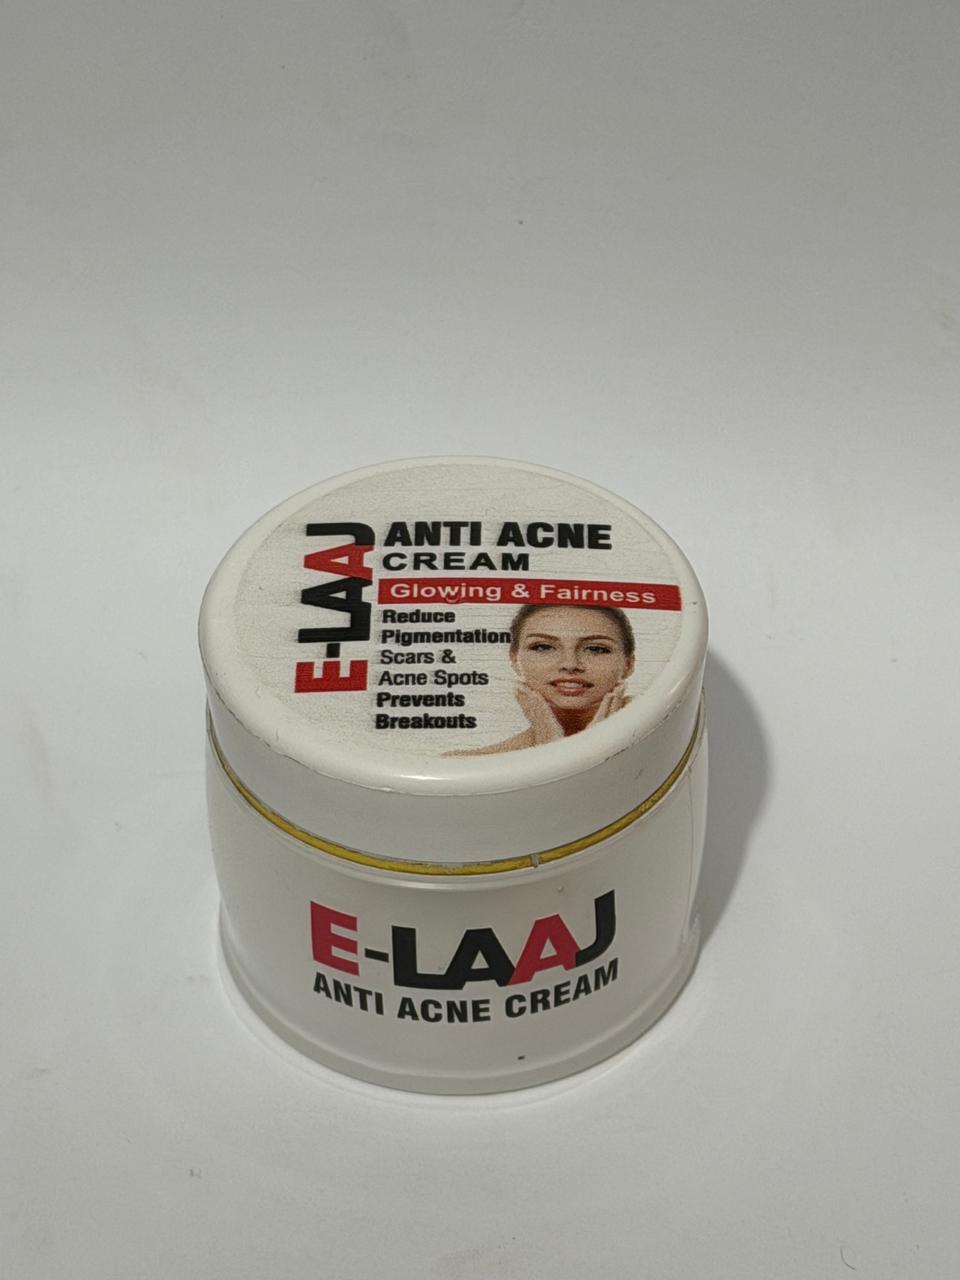 E-LAAJ
ANTI ACNE
CREAM
Glowing & Fairness
Reduce
Pigmentation
Scars &
Acne Spots
Prevents
Breakouts
E-LAAJ
ANTI ACNE CREAM